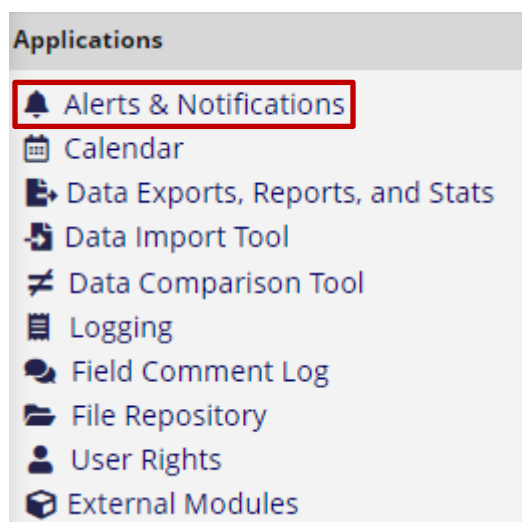 Applications
Alerts & Notifications
Calendar
Data Exports, Reports, and Stats
Data Import Tool
Data Comparison Tool
Logging
Field Comment Log
File Repository
User Rights
External Modules